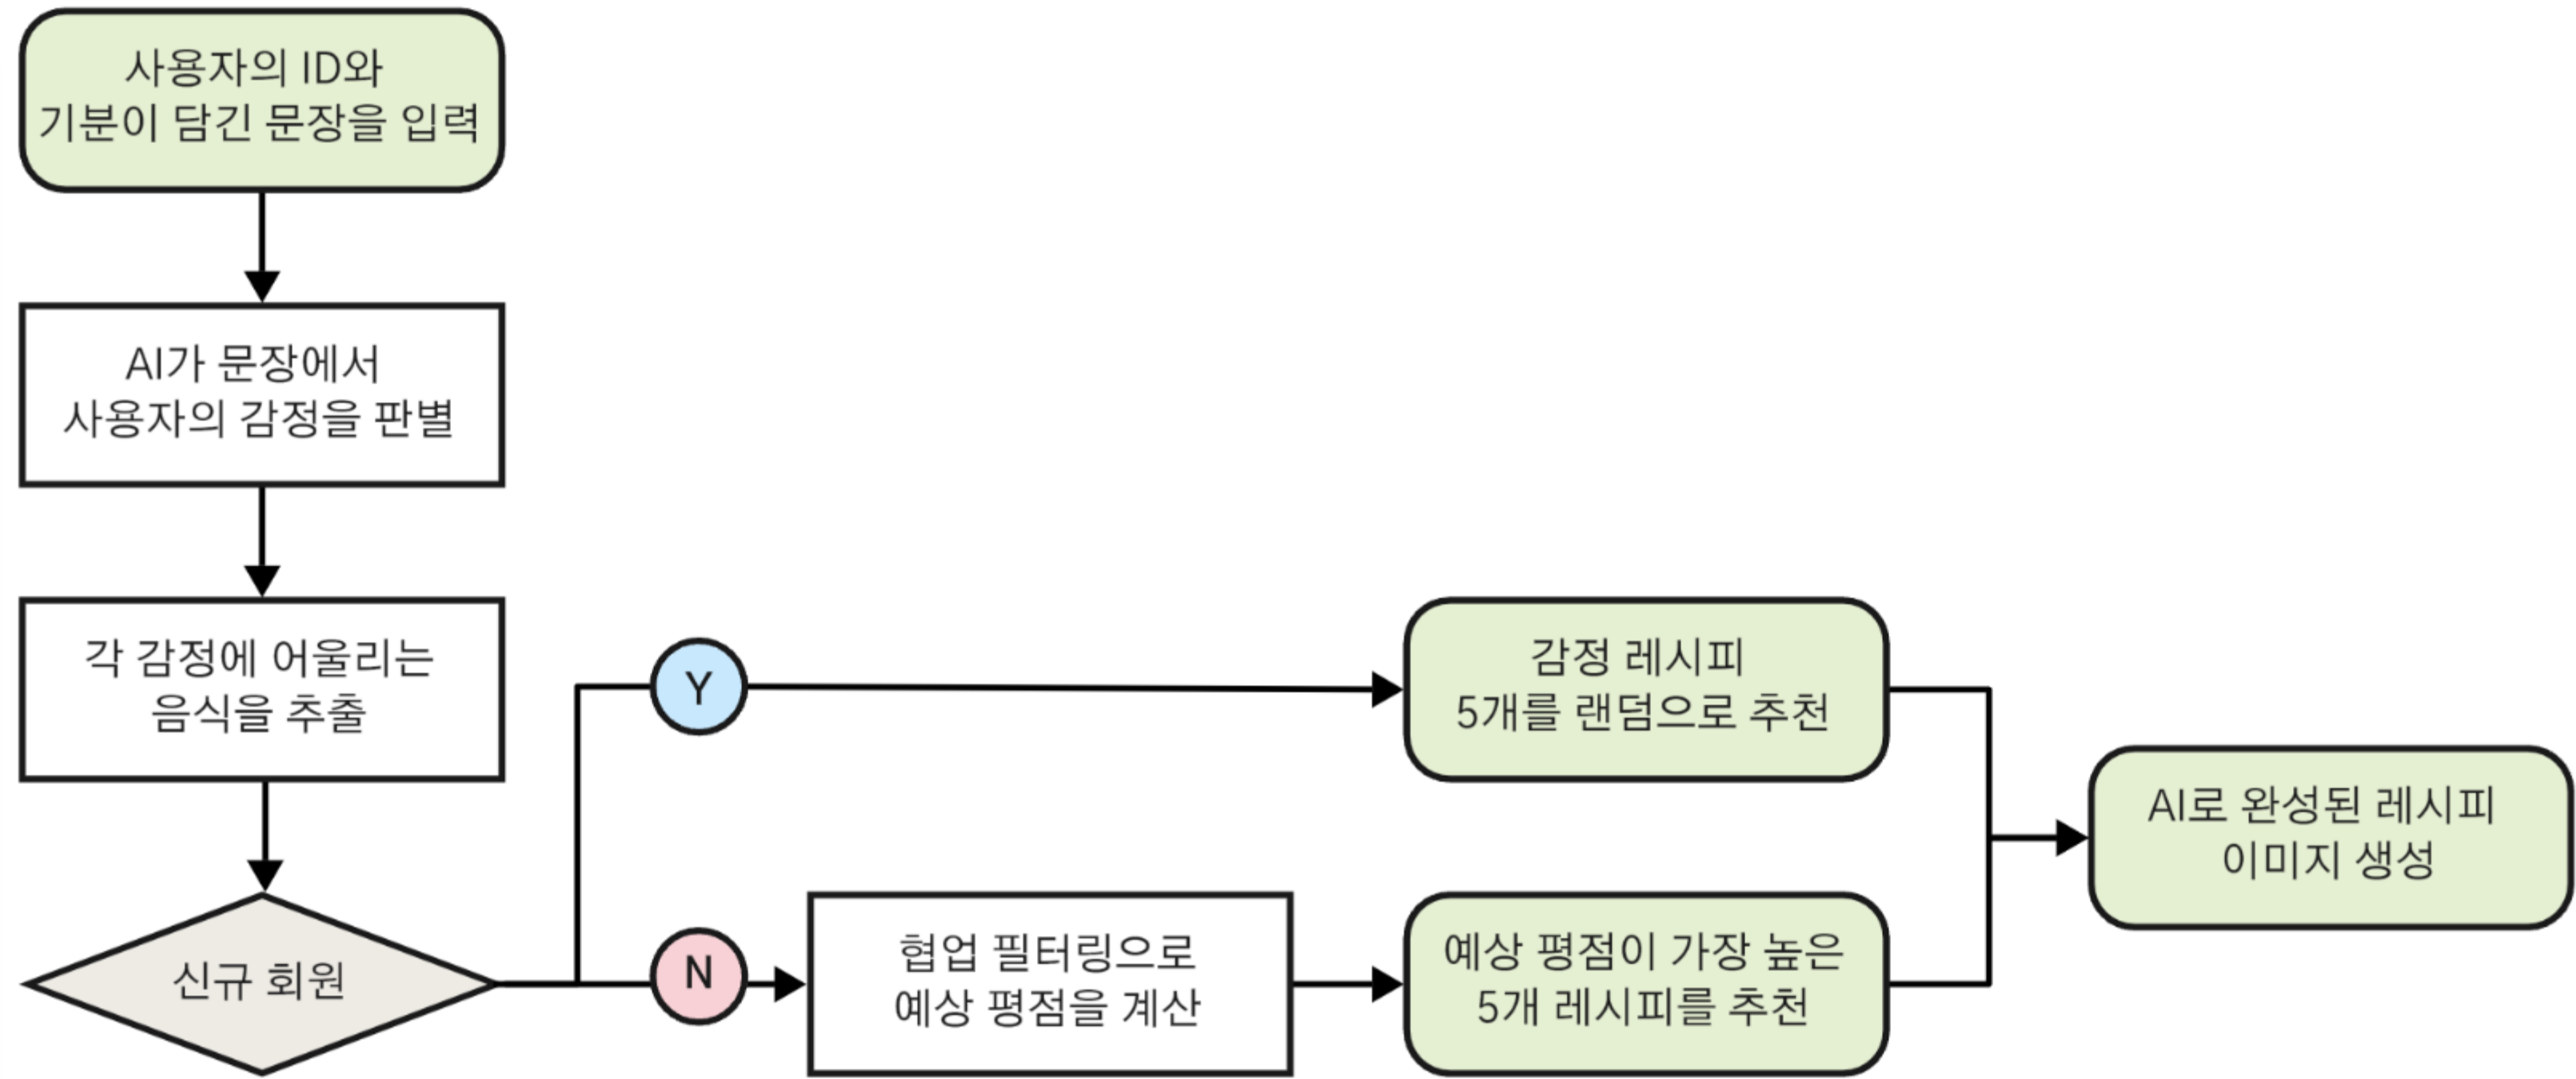 사용자의 ID와
기분이 담긴 문장을 입력
AI가 문장에서
사용자의 감정을 판별
각 감정에 어울리는
음식을 추출
신규 회원
Y
감정 레시피
5개를 랜덤으로 추천
N
협업 필터링으로
예상 평점을 계산
예상 평점이 가장 높은
5개 레시피를 추천
AI로 완성된 레시피
이미지 생성